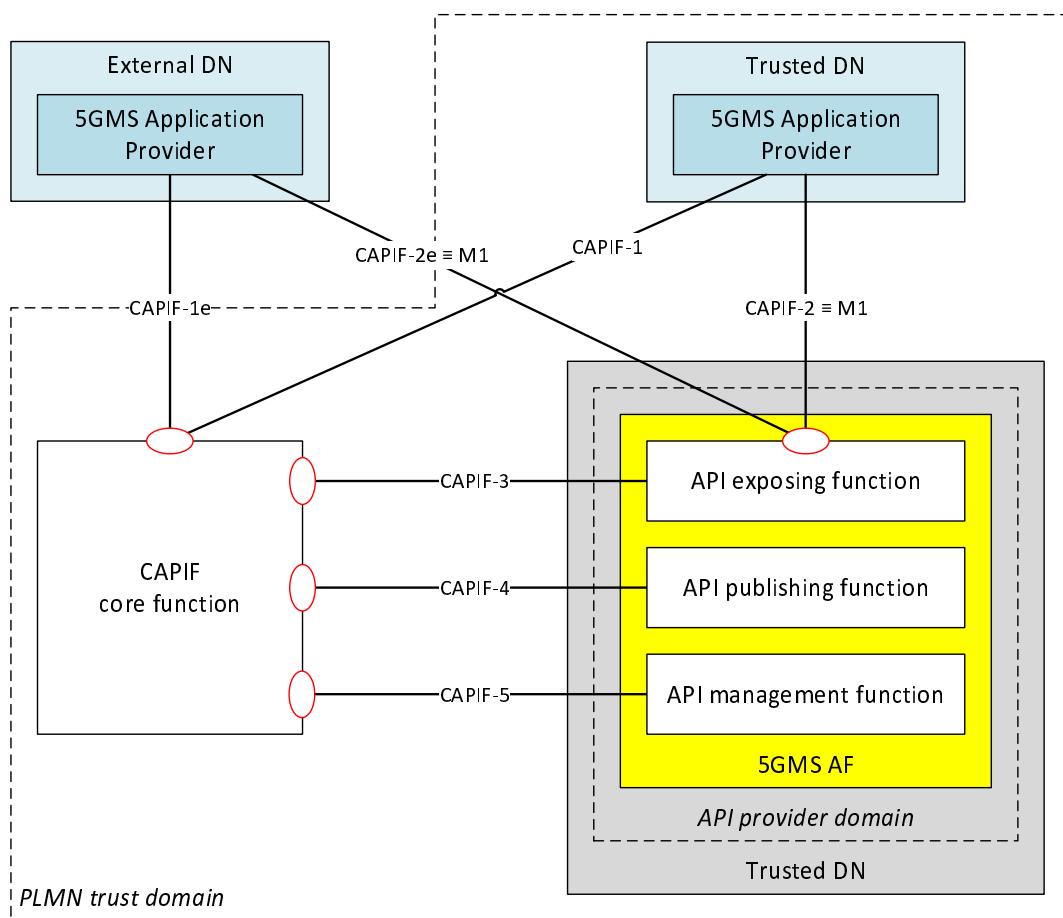 External DN
5GMS Application
Provider
Trusted DN
5GMS Application
Provider
CAPIF-2e ≡ M1
CAPIF-1
CAPIF-1e
CAPIF-2 ≡ M1
CAPIF
core function
CAPIF-3
CAPIF-4
CAPIF-5
API exposing function
API publishing function
API management function
5GMS AF
API provider domain
Trusted DN
PLMN trust domain